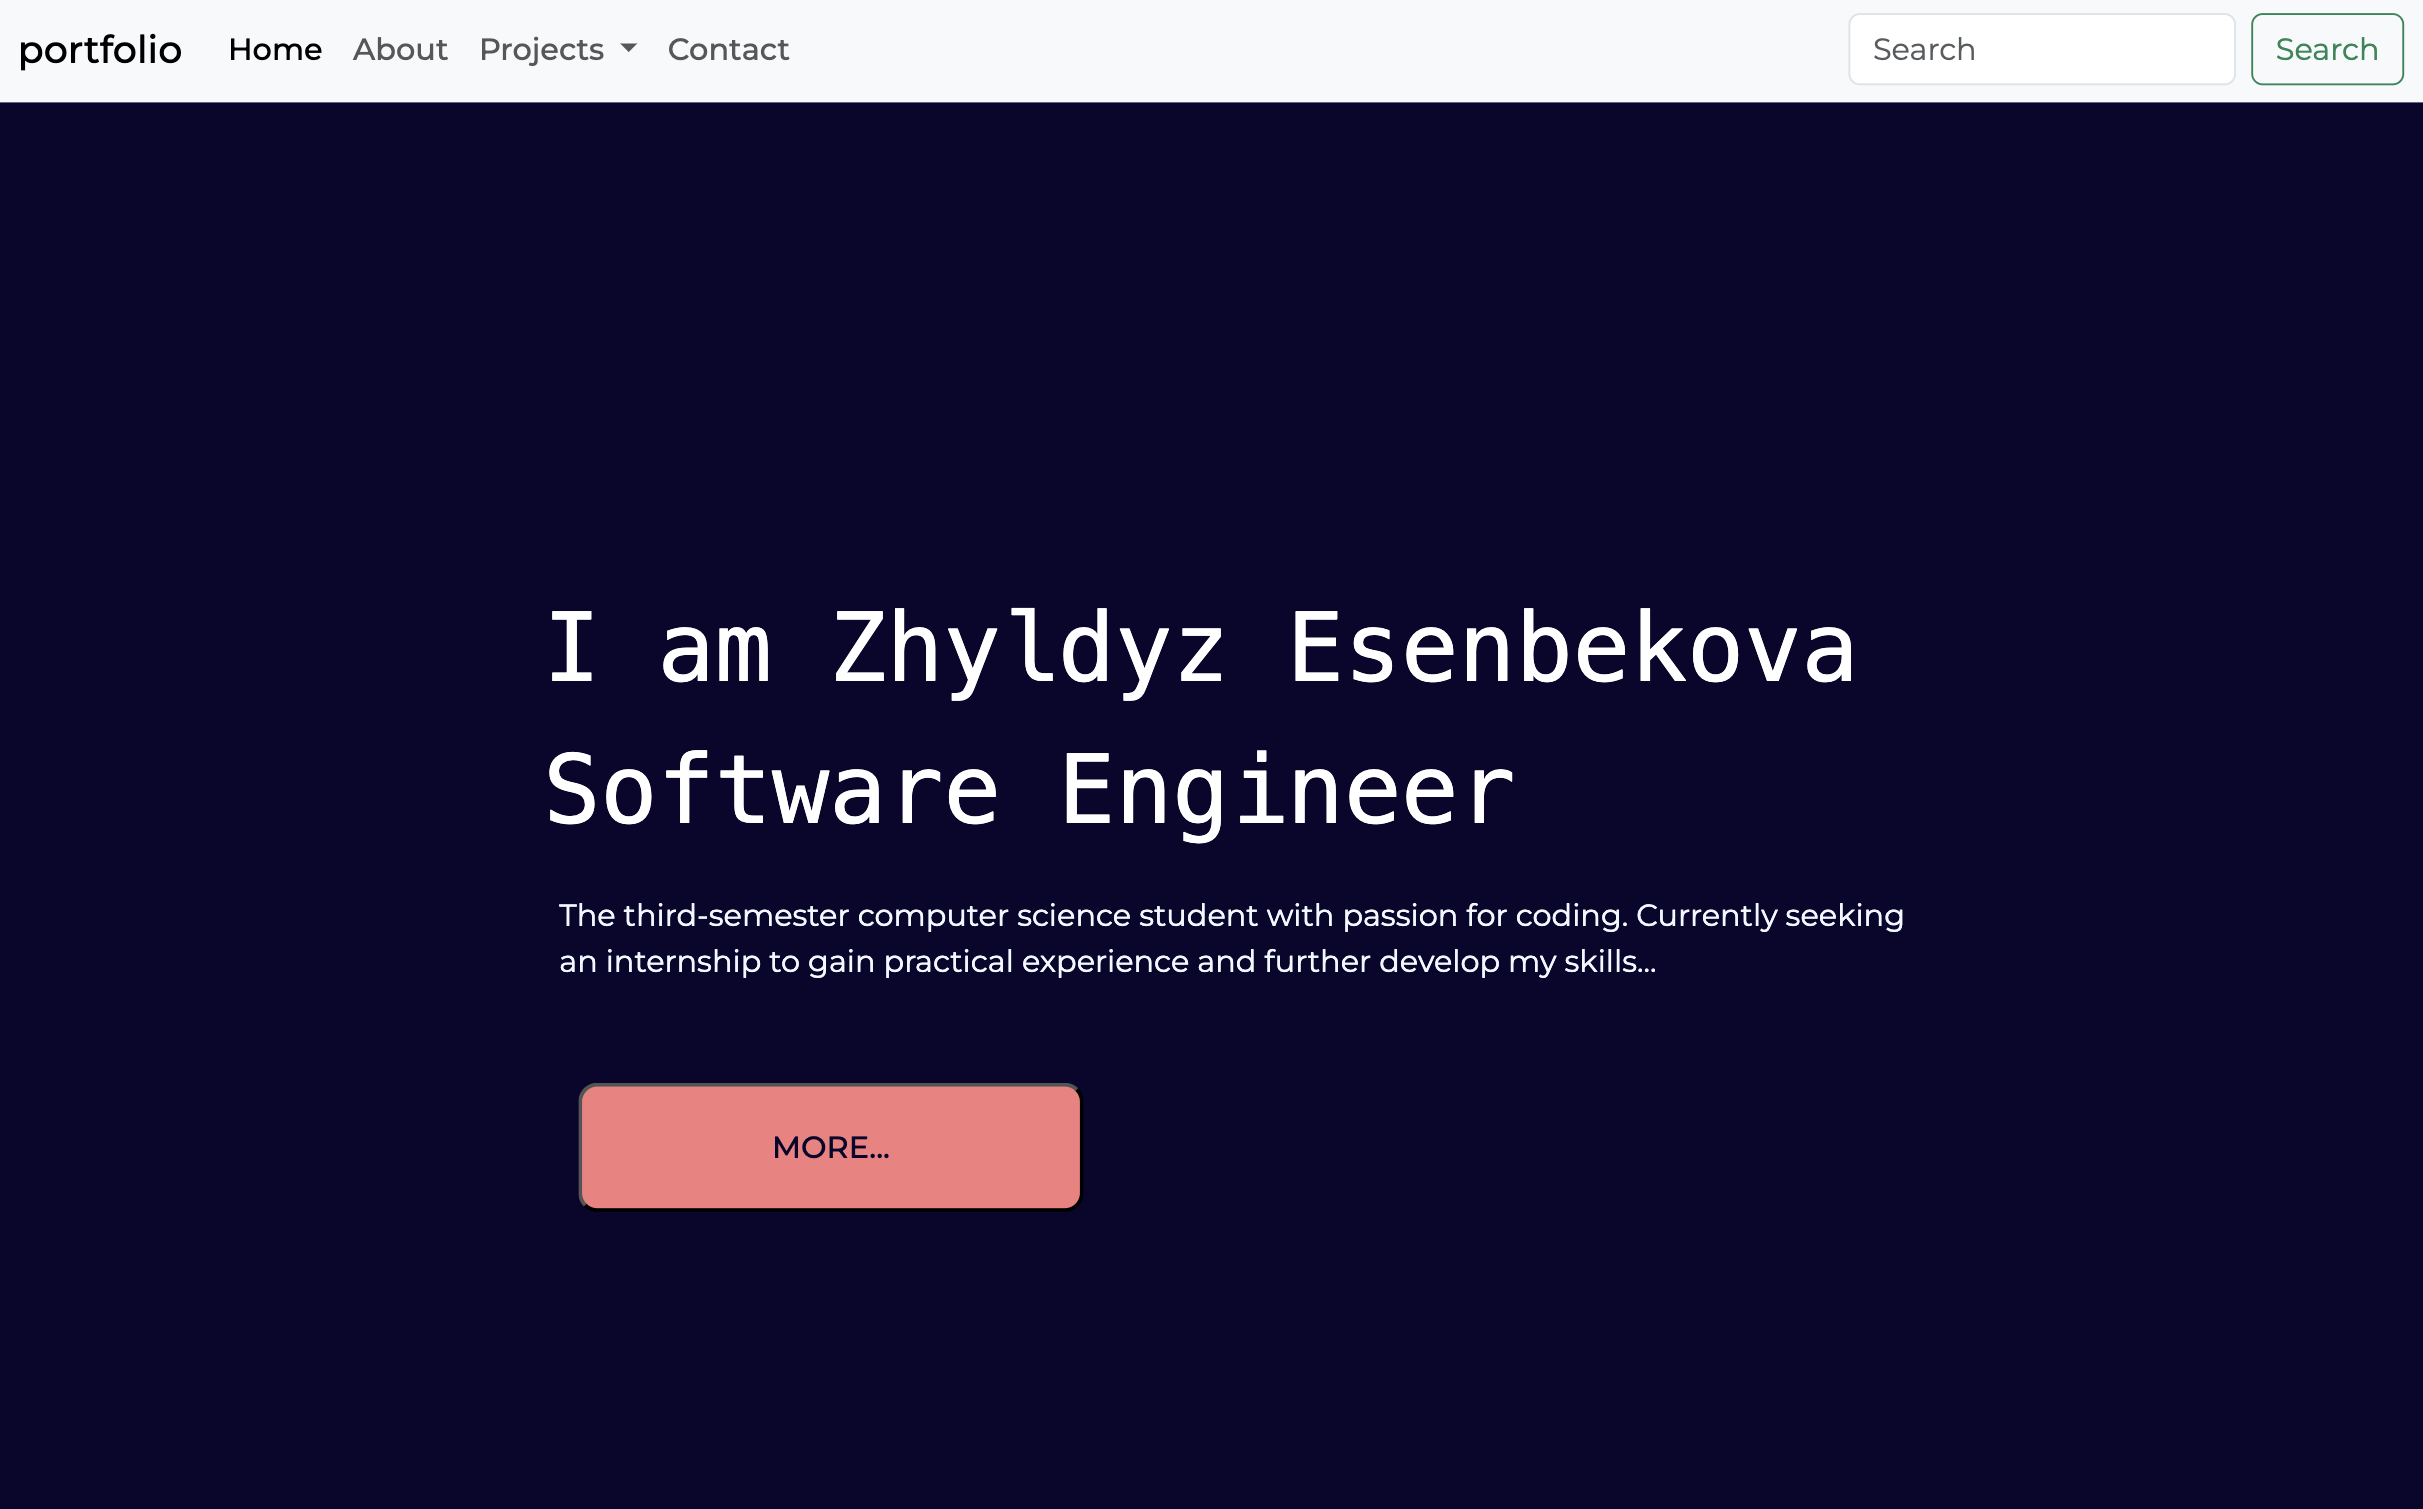 portfolio Home About Projects Contact Search Search
I am Zhyldyz Esenbekova
Software Engineer
The third-semester computer science student with passion for coding. Currently seeking
an internship to gain practical experience and further develop my skills...
MORE...